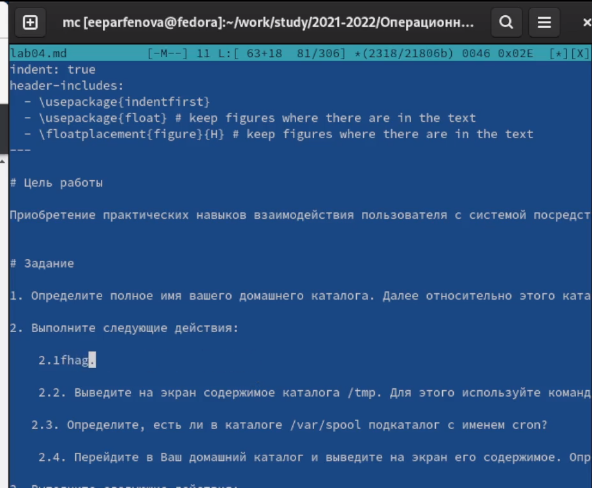 mc [eeparfenova@fedora]:~/work/study/2021-2022/Операционн...
lab04.md [-M--] 11 L:[ 63+18 81/306] *(2318/21806b) 0046 0x02E [*][X]
indent: true
header-includes:
- \usepackage{indentfirst}
- \usepackage{float} # keep figures where there are in the text
- \floatplacement{figure}{H} # keep figures where there are in the text
---
# Цель работы
Приобретение практических навыков взаимодействия пользователя с системой посредст
# Задание
1. Определите полное имя вашего домашнего каталога. Далее относительно этого ката
2. Выполните следующие действия:
2.1fhag.
2.2. Выведите на экран содержимое каталога /tmp. Для этого используйте команд
2.3. Определите, есть ли в каталоге /var/spool подкаталог с именем cron?
2.4. Перейдите в Ваш домашний каталог и выведите на экран его содержимое. Опр
3. Выполните следующие действия: